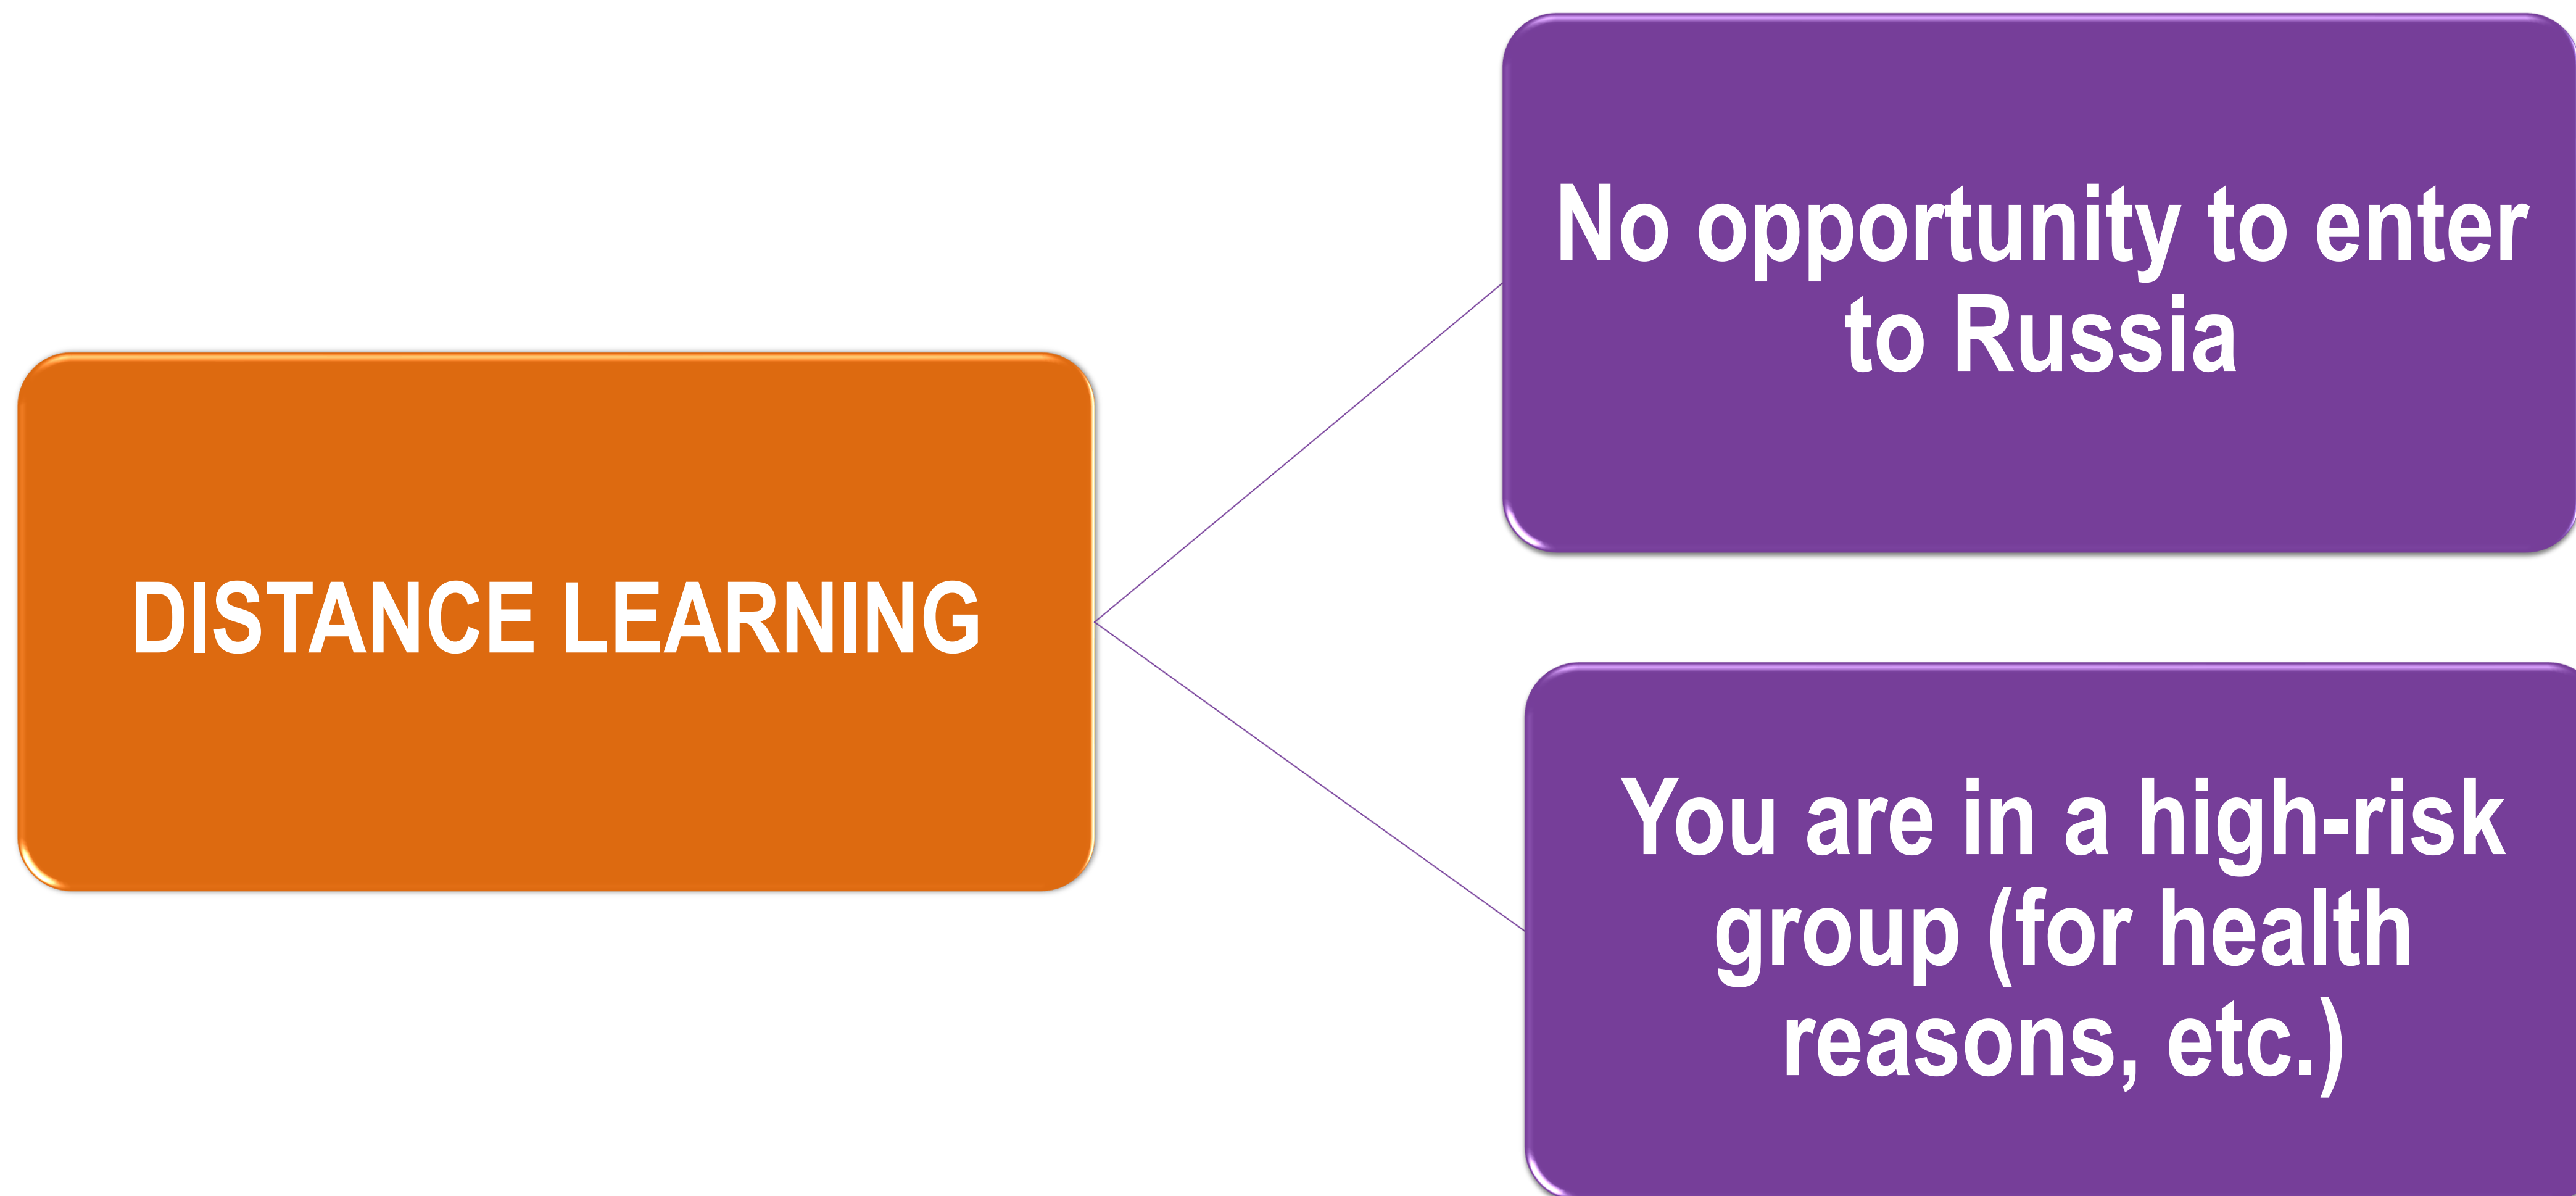 DISTANCE LEARNING
No opportunity to enter
to Russia
You are in a high-risk
group (for health
reasons, etc.)